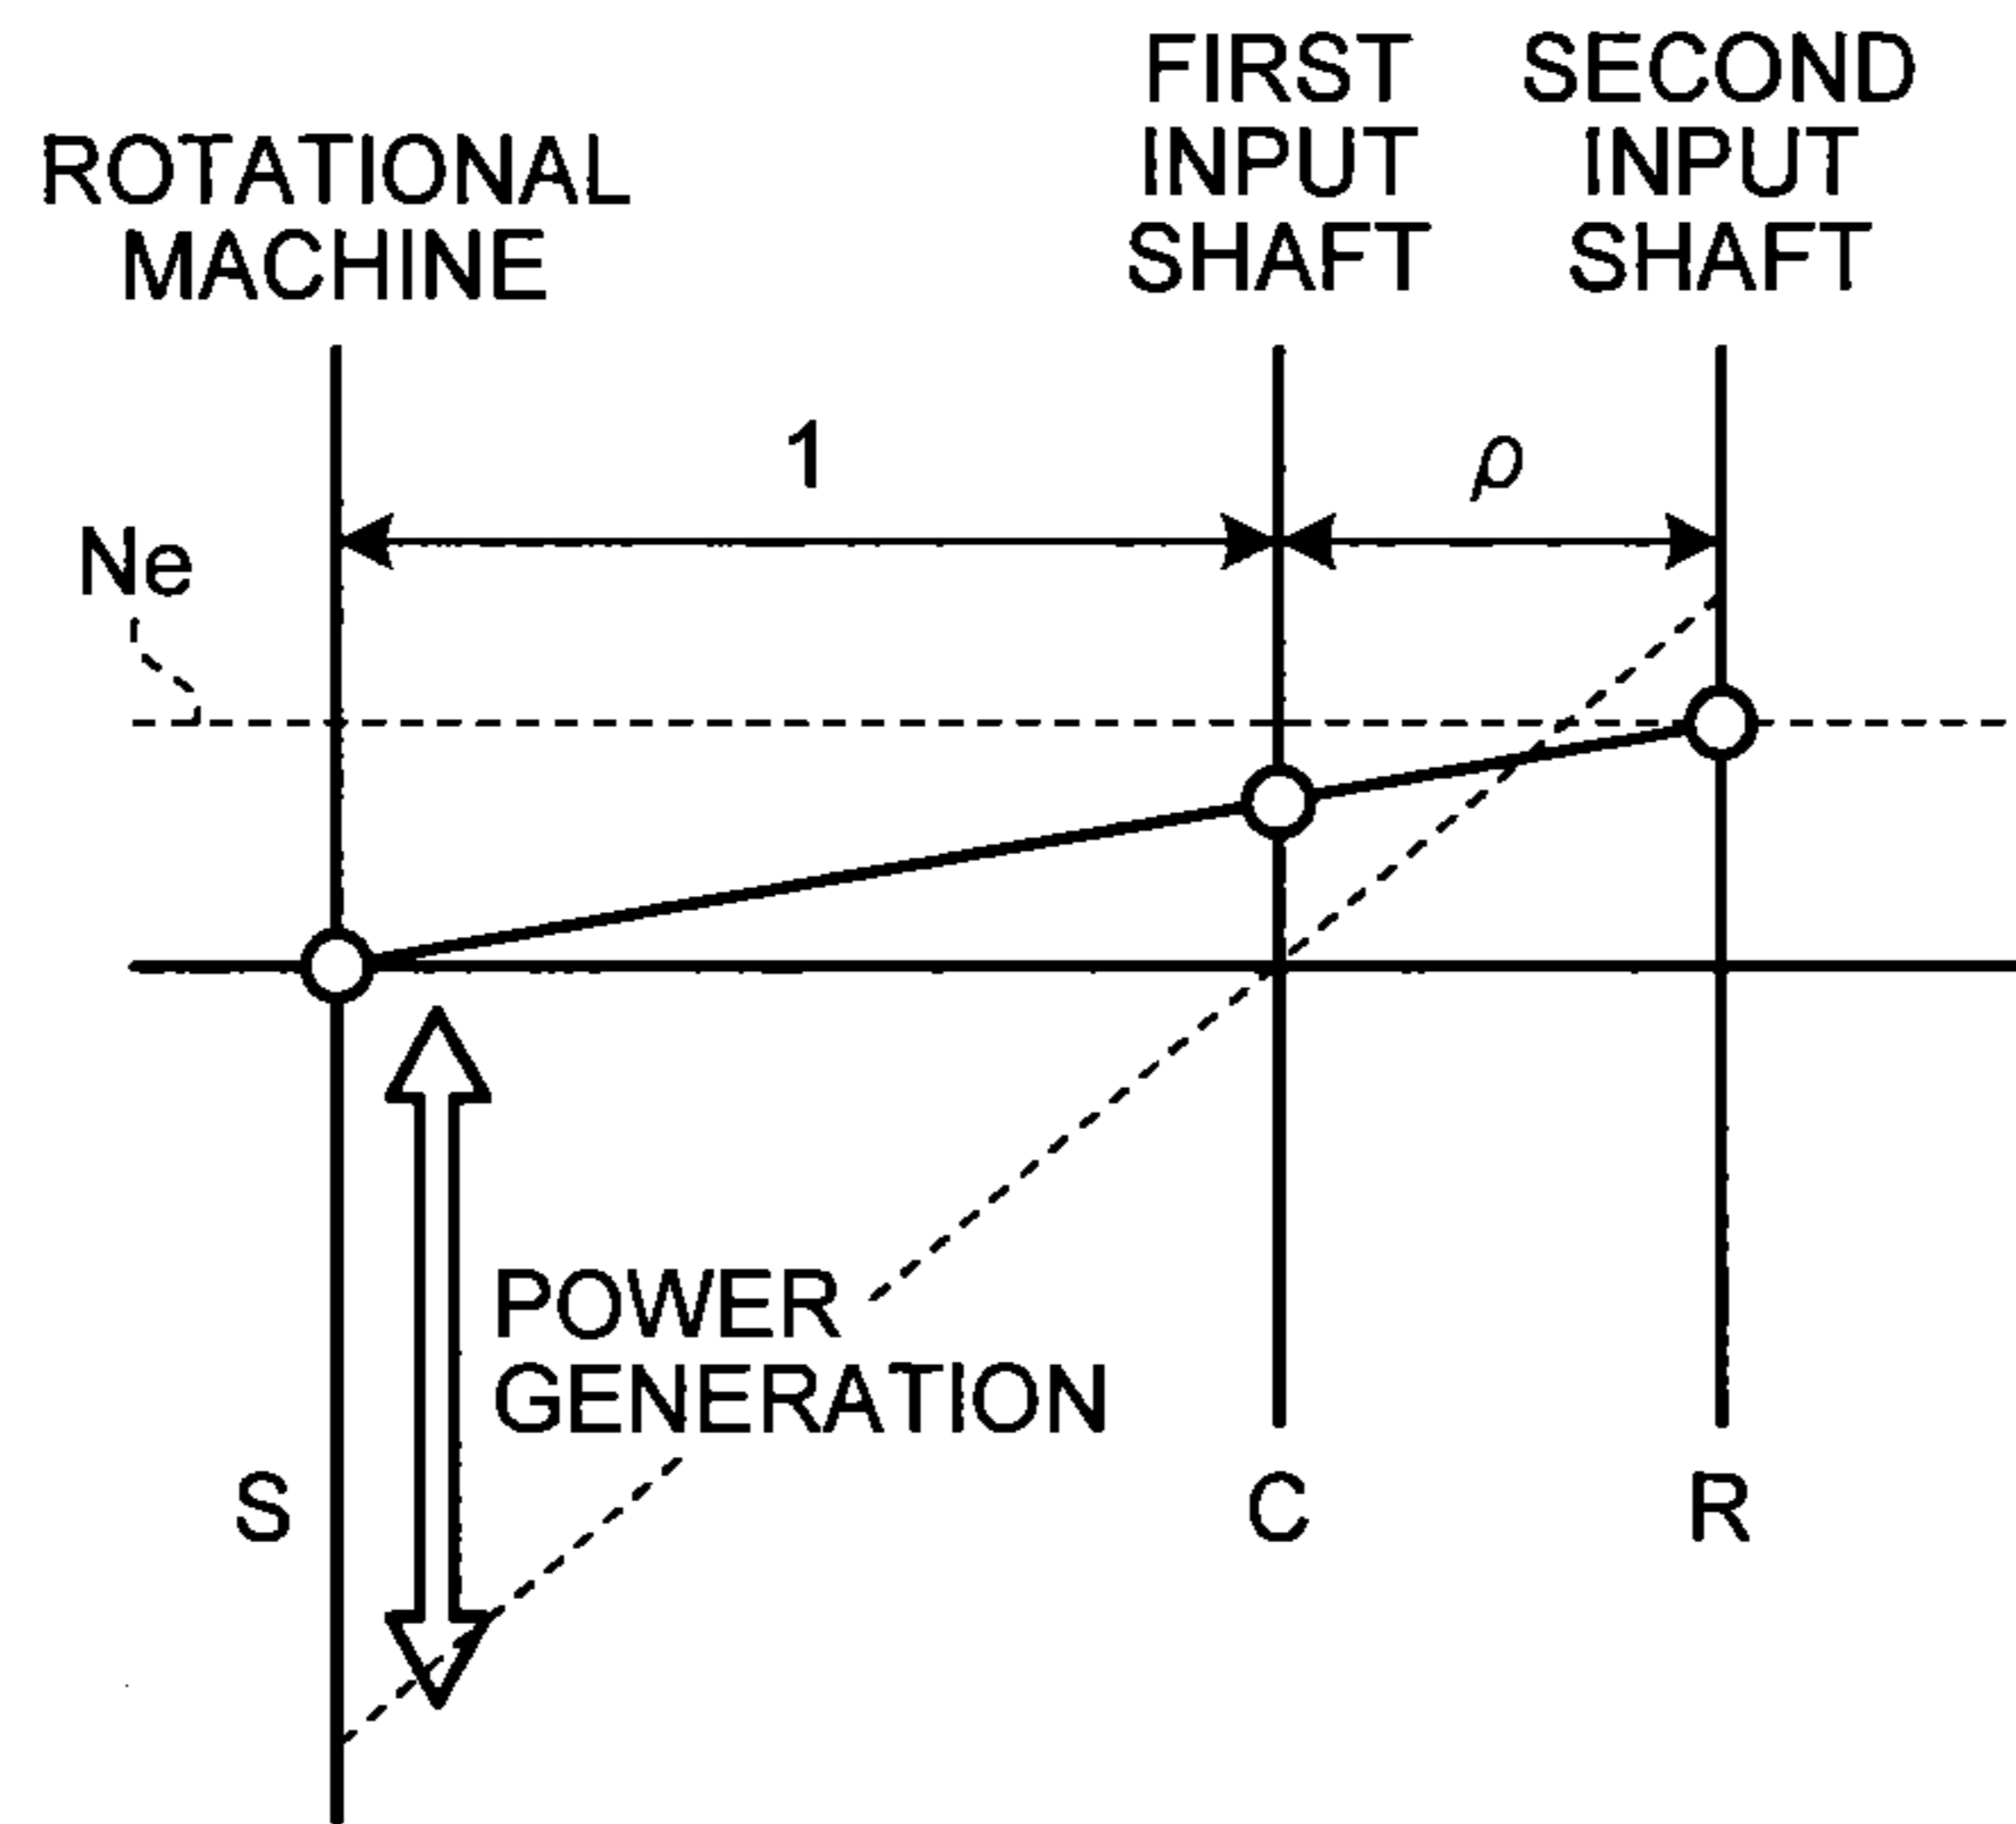 ROTATIONAL
MACHINE
FIRST
INPUT
SHAFT
SECOND
INPUT
SHAFT
1
ρ
Ne
POWER
GENERATION
S
C
R